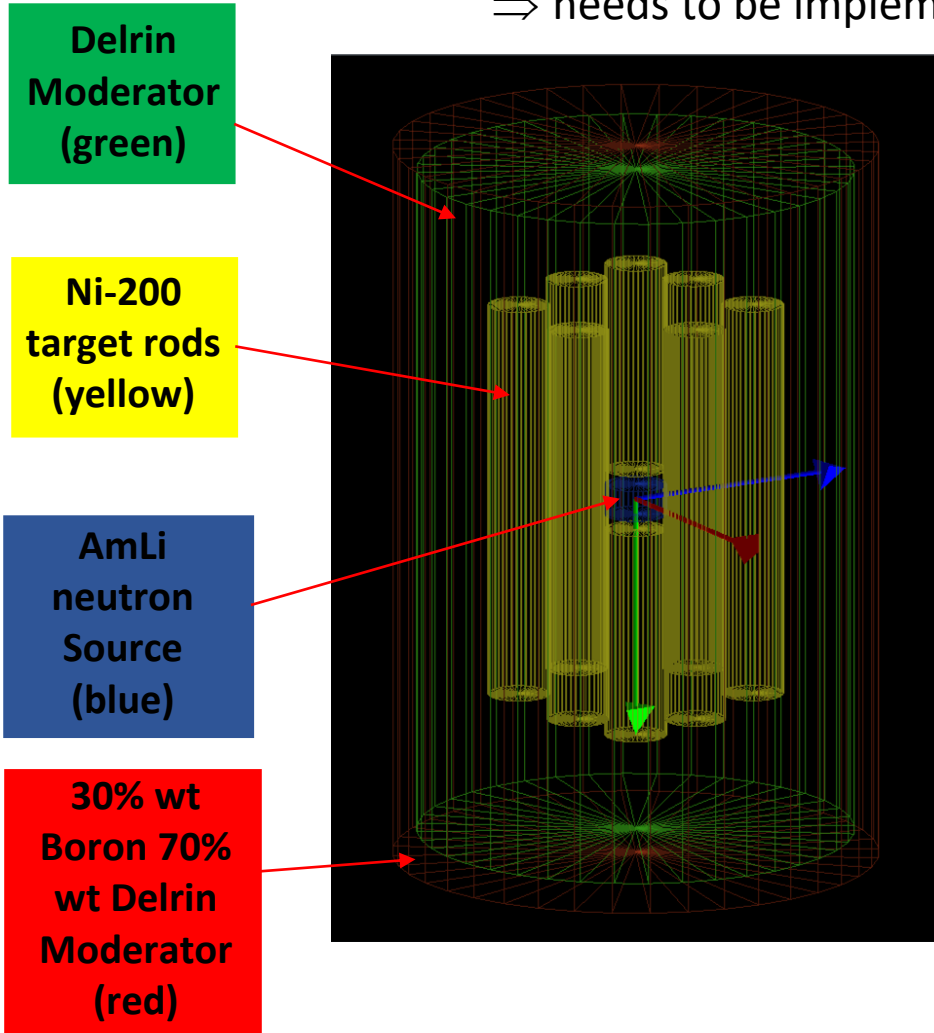 ⇒ needs to be implem
Delrin
Moderator
(green)
Ni-200
target rods
(yellow)
AmLi
neutron
Source
(blue)
30% wt
Boron 70%
wt Delrin
Moderator
(red)